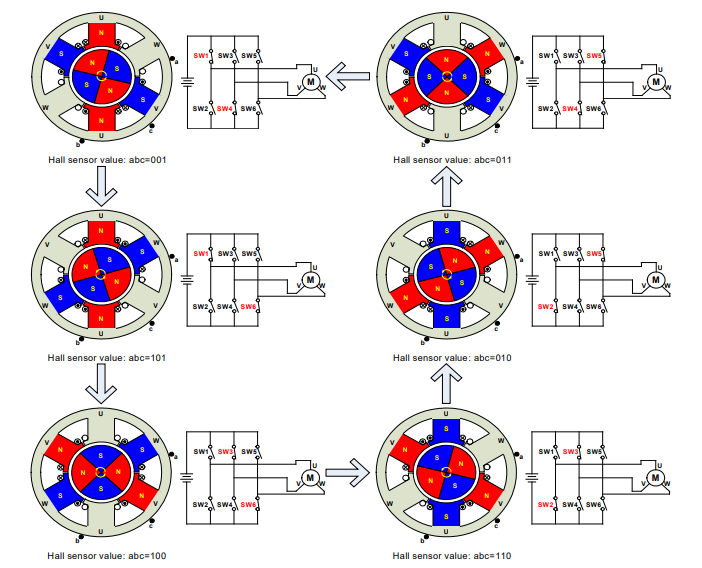 U
V
W
N
S
S
N
S
S
N
V
N
W
U
a
b
c
SW1 SW3 SW5
SW2 SW4 SW6
U
V M W
Hall sensor value: abc=001
U
V
W
S
N
N
S
S
N
N
S
W
V
U
a
b
c
SW1 SW3 SW5
SW2 SW4 SW6
U
V M W
Hall sensor value: abc=011
U
V
W
N
S
S
N
N
S
S
N
W
V
U
a
b
c
SW1 SW3 SW5
SW2 SW4 SW6
U
V M W
Hall sensor value: abc=101
U
V
W
S
N
N
S
S
N
N
S
W
V
U
a
b
c
SW1 SW3 SW5
SW2 SW4 SW6
U
V M W
Hall sensor value: abc=010
U
V
W
N
S
S
N
N
S
S
N
W
V
U
a
b
c
SW1 SW3 SW5
SW2 SW4 SW6
U
V M W
Hall sensor value: abc=100
U
V
W
S
N
S
N
N
S
N
S
W
V
U
a
b
c
SW1 SW3 SW5
SW2 SW4 SW6
U
V M W
Hall sensor value: abc=110